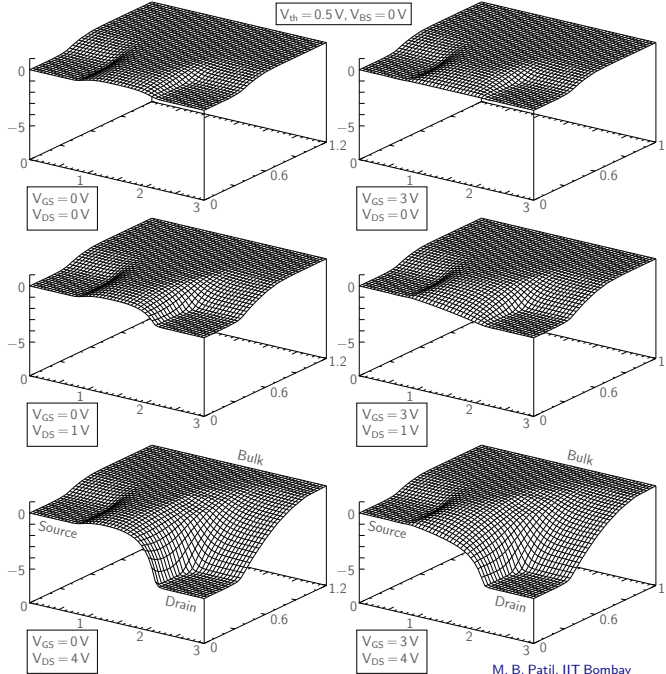 V_th = 0.5 V, V_BS = 0 V
0
−5
0
1
2
3
0
0.6
1.2
V_GS = 0 V
V_DS = 0 V
0
−5
0
1
2
3
0
0.6
1
V_GS = 3 V
V_DS = 0 V
0
−5
0
1
2
3
0
0.6
1.2
V_GS = 0 V
V_DS = 1 V
0
−5
0
1
2
3
0
0.6
1
V_GS = 3 V
V_DS = 1 V
Bulk
0
Source
−5
Drain
0
1
2
3
0
0.6
1.2
V_GS = 0 V
V_DS = 4 V
Bulk
0
Source
−5
Drain
0
1
2
3
0
0.6
1
V_GS = 3 V
V_DS = 4 V
M. B. Patil, IIT Bombay